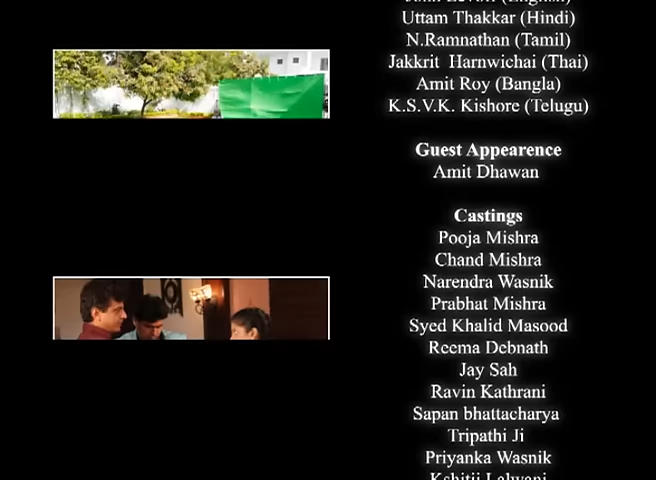 Uttam Thakkar (Hindi)
N.Ramnathan (Tamil)
Jakkrit Harnwichai (Thai)
Amit Roy (Bangla)
K.S.V.K. Kishore (Telugu)
Guest Appearence
Amit Dhawan
Castings
Pooja Mishra
Chand Mishra
Narendra Wasnik
Prabhat Mishra
Syed Khalid Masood
Reema Debnath
Jay Sah
Ravin Kathrani
Sapan bhattacharya
Tripathi Ji
Priyanka Wasnik